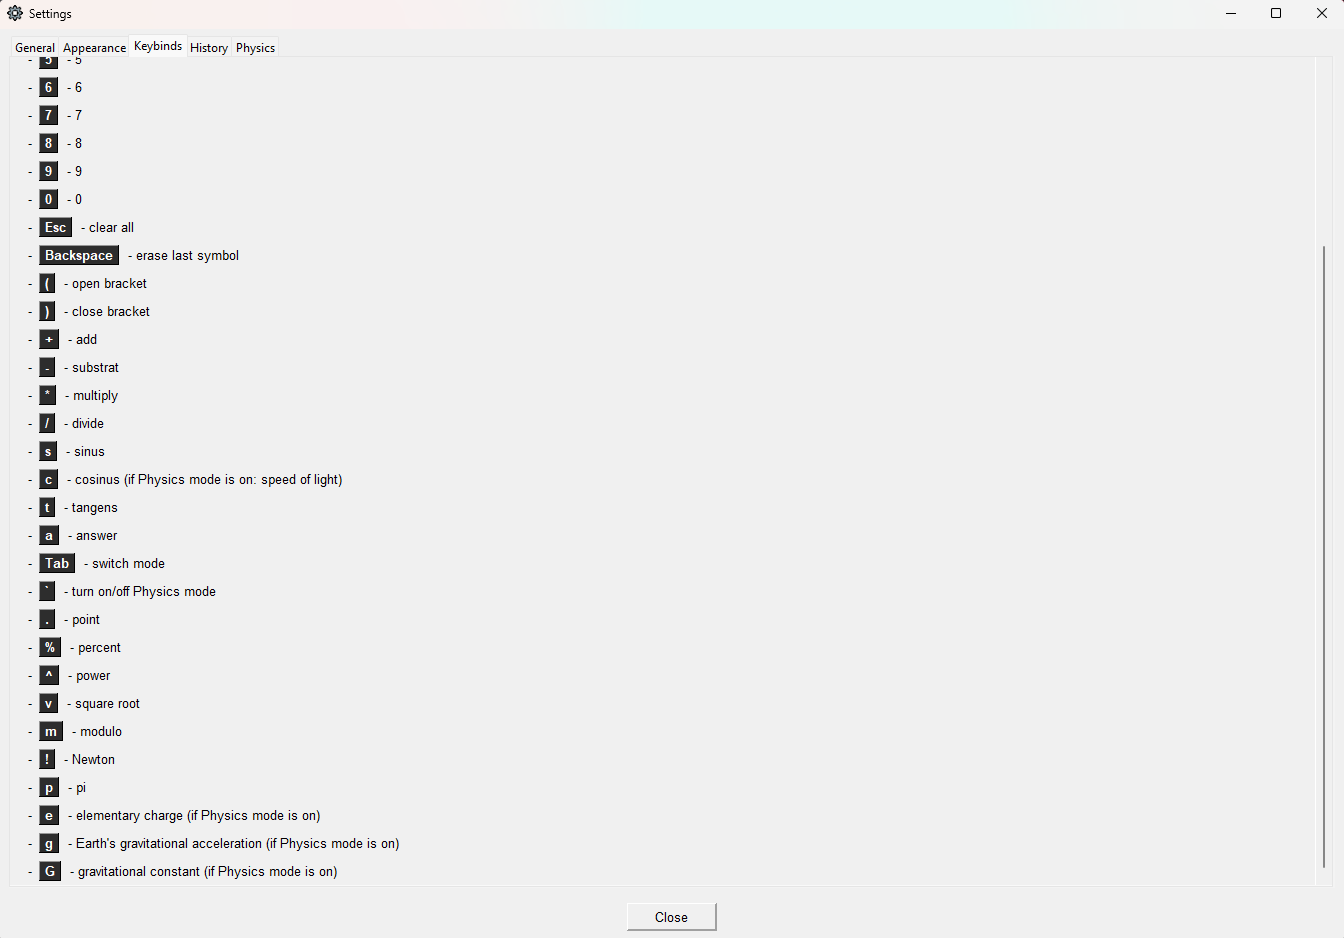 Settings
General Appearance Keybinds History Physics
- 5 - 5
- 6 - 6
- 7 - 7
- 8 - 8
- 9 - 9
- 0 - 0
- Esc - clear all
- Backspace - erase last symbol
- ( - open bracket
- ) - close bracket
- + - add
- - - substrat
- * - multiply
- / - divide
- s - sinus
- c - cosinus (if Physics mode is on: speed of light)
- t - tangens
- a - answer
- Tab - switch mode
- ` - turn on/off Physics mode
- . - point
- % - percent
- ^ - power
- v - square root
- m - modulo
- ! - Newton
- p - pi
- e - elementary charge (if Physics mode is on)
- g - Earth's gravitational acceleration (if Physics mode is on)
- G - gravitational constant (if Physics mode is on)
Close